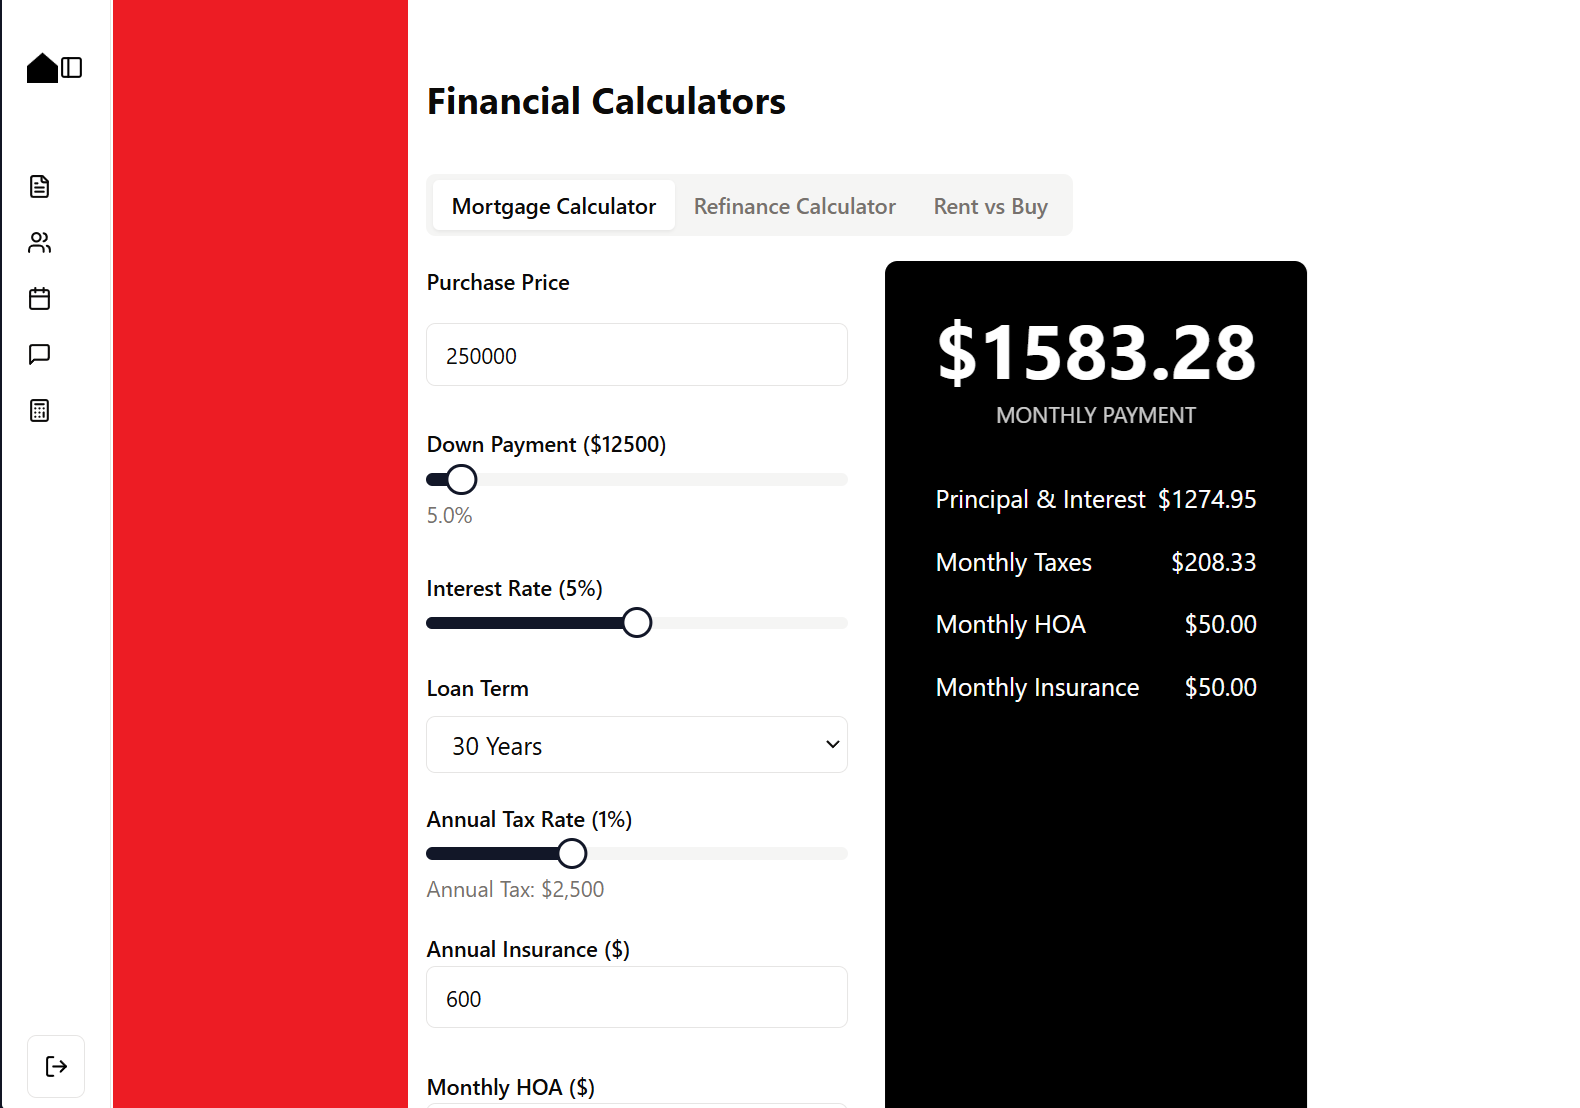 Financial Calculators
Mortgage Calculator Refinance Calculator Rent vs Buy
Purchase Price
250000
Down Payment ($12500)
5.0%
Interest Rate (5%)
Loan Term
30 Years
Annual Tax Rate (1%)
Annual Tax: $2,500
Annual Insurance ($)
600
Monthly HOA ($)
$1583.28
MONTHLY PAYMENT
Principal & Interest $1274.95
Monthly Taxes $208.33
Monthly HOA $50.00
Monthly Insurance $50.00